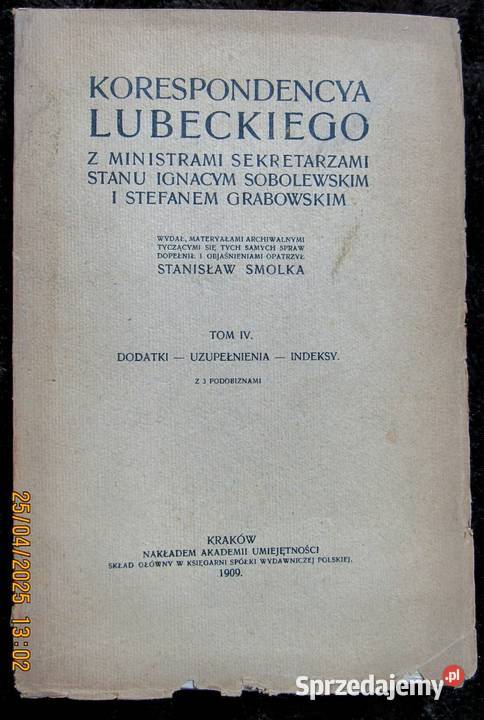 KORESPONDENCYA
LUBECKIEGO
Z MINISTRAMI SEKRETARZAMI
STANU IGNACYM SOBOLEWSKIM
I STEFANEM GRABOWSKIM
WYDAŁ, MATERYAŁAMI ARCHIWALNYMI
TYCZĄCYMI SIĘ TYCH SAMYCH SPRAW
DOPEŁNIŁ I OBJAŚNIENIAMI OPATRZYŁ
STANISŁAW SMOLKA
TOM IV.
DODATKI — UZUPEŁNIENIA — INDEKSY.
Z 3 PODOBIZNAMI
KRAKÓW
NAKŁADEM AKADEMII UMIEJĘTNOŚCI
SKŁAD GŁÓWNY W KSIĘGARNI SPÓŁKI WYDAWNICZEJ POLSKIEJ.
1909.
25/04/2025 13:02
Sprzedajemy.pl